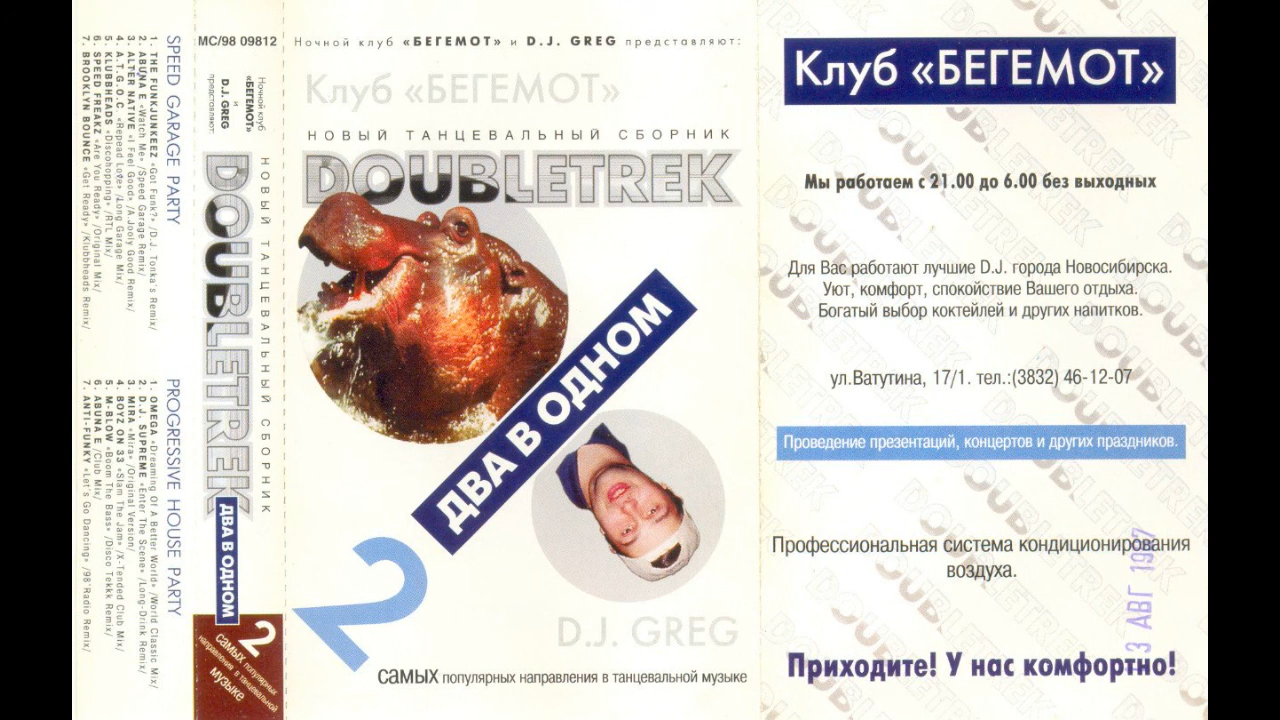 SPEED GARAGE PARTY
1. THE FUNKJUNKEEZ «Got Funk?» /D.J. Tonka's Remix/
2. ABUNA E «Watch Me» /Speed Garage Remix/
3. ALTER NATIVE «I Feel Good» /A.Jooly Good Remix/
4. A.T.G.O.C. «Repead Love» /Long Garage Mix/
5. KLUBBHEADS «Discohopping» /RTL Mix/
6. SPEED FREAKZ «Are You Ready» /Original Mix/
7. BROOKLYN BOUNCE «Get Ready» /Klubbheads Remix/
PROGRESSIVE HOUSE PARTY
1. OMEGA «Dreaming Of A Better World» /World Classic Mix/
2. D.J. SUPREME «Enter The Scene» /Long-Drink Remix/
3. MIRA «Mira» /Original Version/
4. BOYZ ON 33 «Slam The Jam» /X-Tended Club Mix/
5. M-BLOW «Boom The Bass» /Disco Tekkk Remix/
6. ABUNA E /Club Mix/
7. ANTI-FUNKY «Let's Go Dancing» /98'Radio Remix/
МС/98 09812
Ночной клуб
«БЕГЕМОТ»
и
D.J. GREG
представляют:
НОВЫЙ ТАНЦЕВАЛЬНЫЙ СБОРНИК
DOUBLETREK
ДВА В ОДНОМ
2
самых популярных
направления в танцевальной
музыке
Ночной клуб «БЕГЕМОТ» и D.J. GREG представляют:
Клуб «БЕГЕМОТ»
НОВЫЙ ТАНЦЕВАЛЬНЫЙ СБОРНИК
DOUBLETREK
ДВА В ОДНОМ
2
D.J. GREG
самых популярных направления в танцевальной музыке
Клуб «БЕГЕМОТ»
Мы работаем с 21.00 до 6.00 без выходных
Для Вас работают лучшие D.J. города Новосибирска.
Уют, комфорт, спокойствие Вашего отдыха.
Богатый выбор коктейлей и других напитков.
ул.Ватутина, 17/1. тел.:(3832) 46-12-07
Проведение презентаций, концертов и других праздников.
Профессиональная система кондиционирования
воздуха.
3 АВГ
Приходите! У нас комфортно!